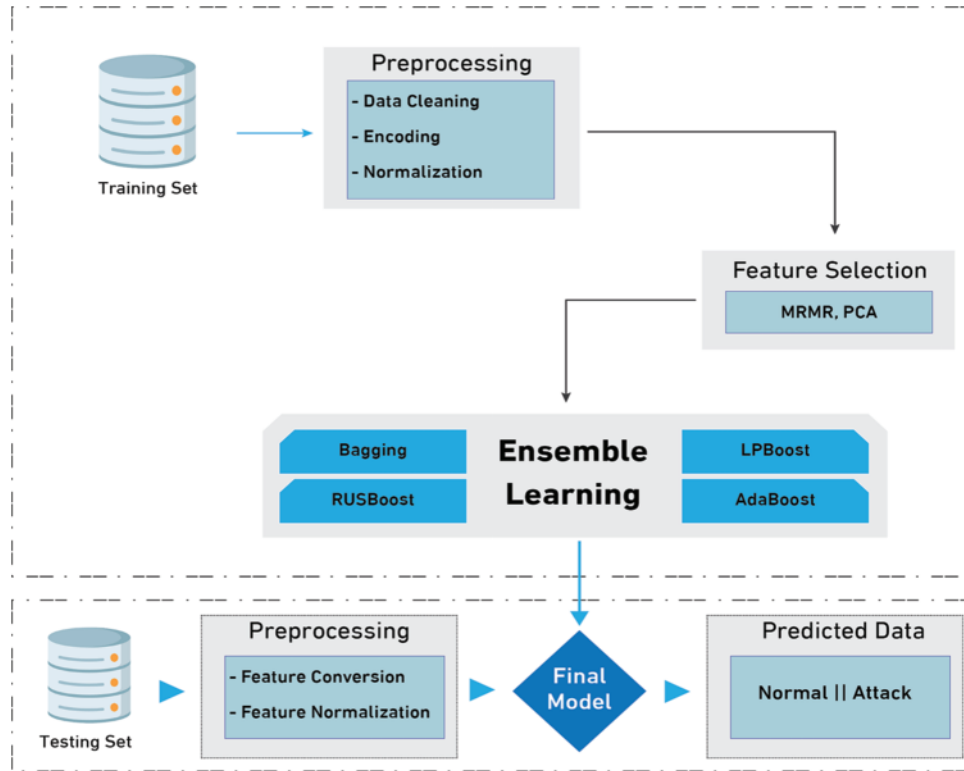 Preprocessing
- Data Cleaning
- Encoding
- Normalization
Training Set
Feature Selection
MRMR, PCA
Bagging
RUSBoost
Ensemble
Learning
LPBoost
AdaBoost
Testing Set
Preprocessing
- Feature Conversion
- Feature Normalization
Final
Model
Predicted Data
Normal || Attack